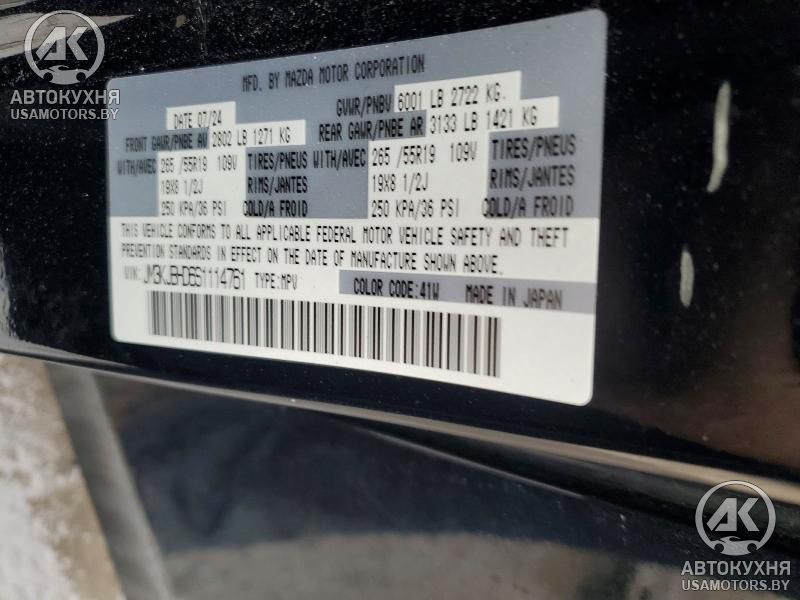 AK
АВТОКУХНЯ
USAMOTORS.BY
MFD. BY MAZDA MOTOR CORPORATION
DATE 07/24 GVWR/PNBV 6001 LB 2722 KG.
FRONT GAWR/PNBE AV 2802 LB 1271 KG REAR GAWR/PNBE AR 3133 LB 1421 KG
WITH/AVEC 265 /55R19 109V TIRES/PNEUS WITH/AVEC 265 /55R19 109V TIRES/PNEUS
19X8 1/2J RIMS/JANTES 19X8 1/2J RIMS/JANTES
250 KPA/36 PSI COLD/A FROID 250 KPA/36 PSI COLD/A FROID
THIS VEHICLE CONFORMS TO ALL APPLICABLE FEDERAL MOTOR VEHICLE SAFETY AND THEFT
PREVENTION STANDARDS IN EFFECT ON THE DATE OF MANUFACTURE SHOWN ABOVE.
VIN: JM3KJBHD6S1114761 TYPE: MPV COLOR CODE: 41W MADE IN JAPAN
AK
АВТОКУХНЯ
USAMOTORS.BY